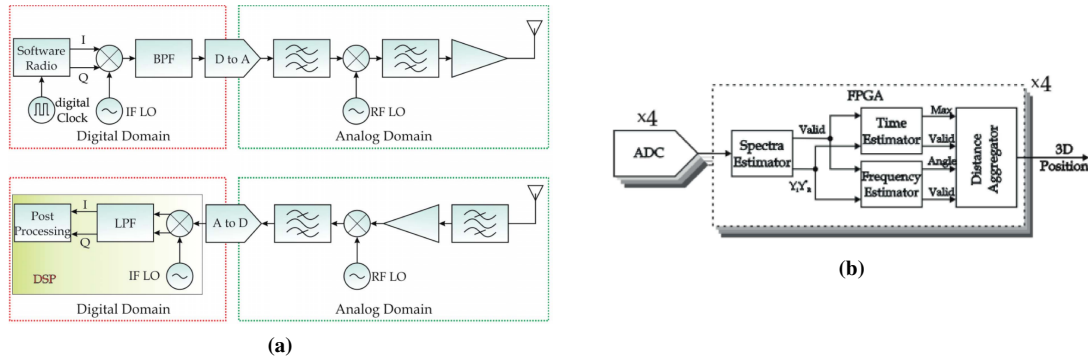 Software
Radio
I
Q
BPF
D to A
digital
Clock
IF LO
RF LO
Digital Domain
Analog Domain
Post
Processing
I
Q
LPF
A to D
DSP
IF LO
RF LO
Digital Domain
Analog Domain
(a)
×4
ADC
×4
FPGA
Spectra
Estimator
Valid
Time
Estimator
Max
Valid
Frequency
Estimator
Angle
Valid
Distance
Aggregator
3D
Position
(b)